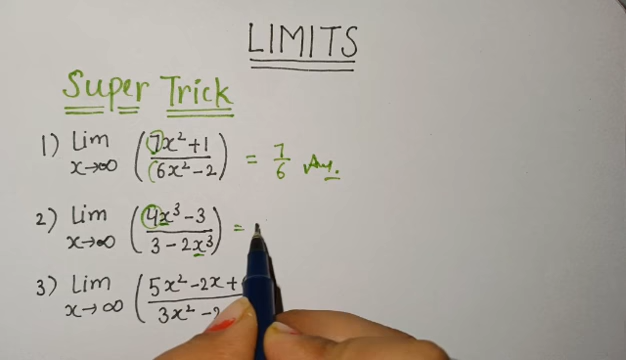 LIMITS
Super Trick
1) Lim x→∞ (7x²+1 / 6x²-2) = 7/6 Ans.
2) Lim x→∞ (4x³-3 / 3-2x³) =
3) Lim x→∞ (5x²-2x+ / 3x²-